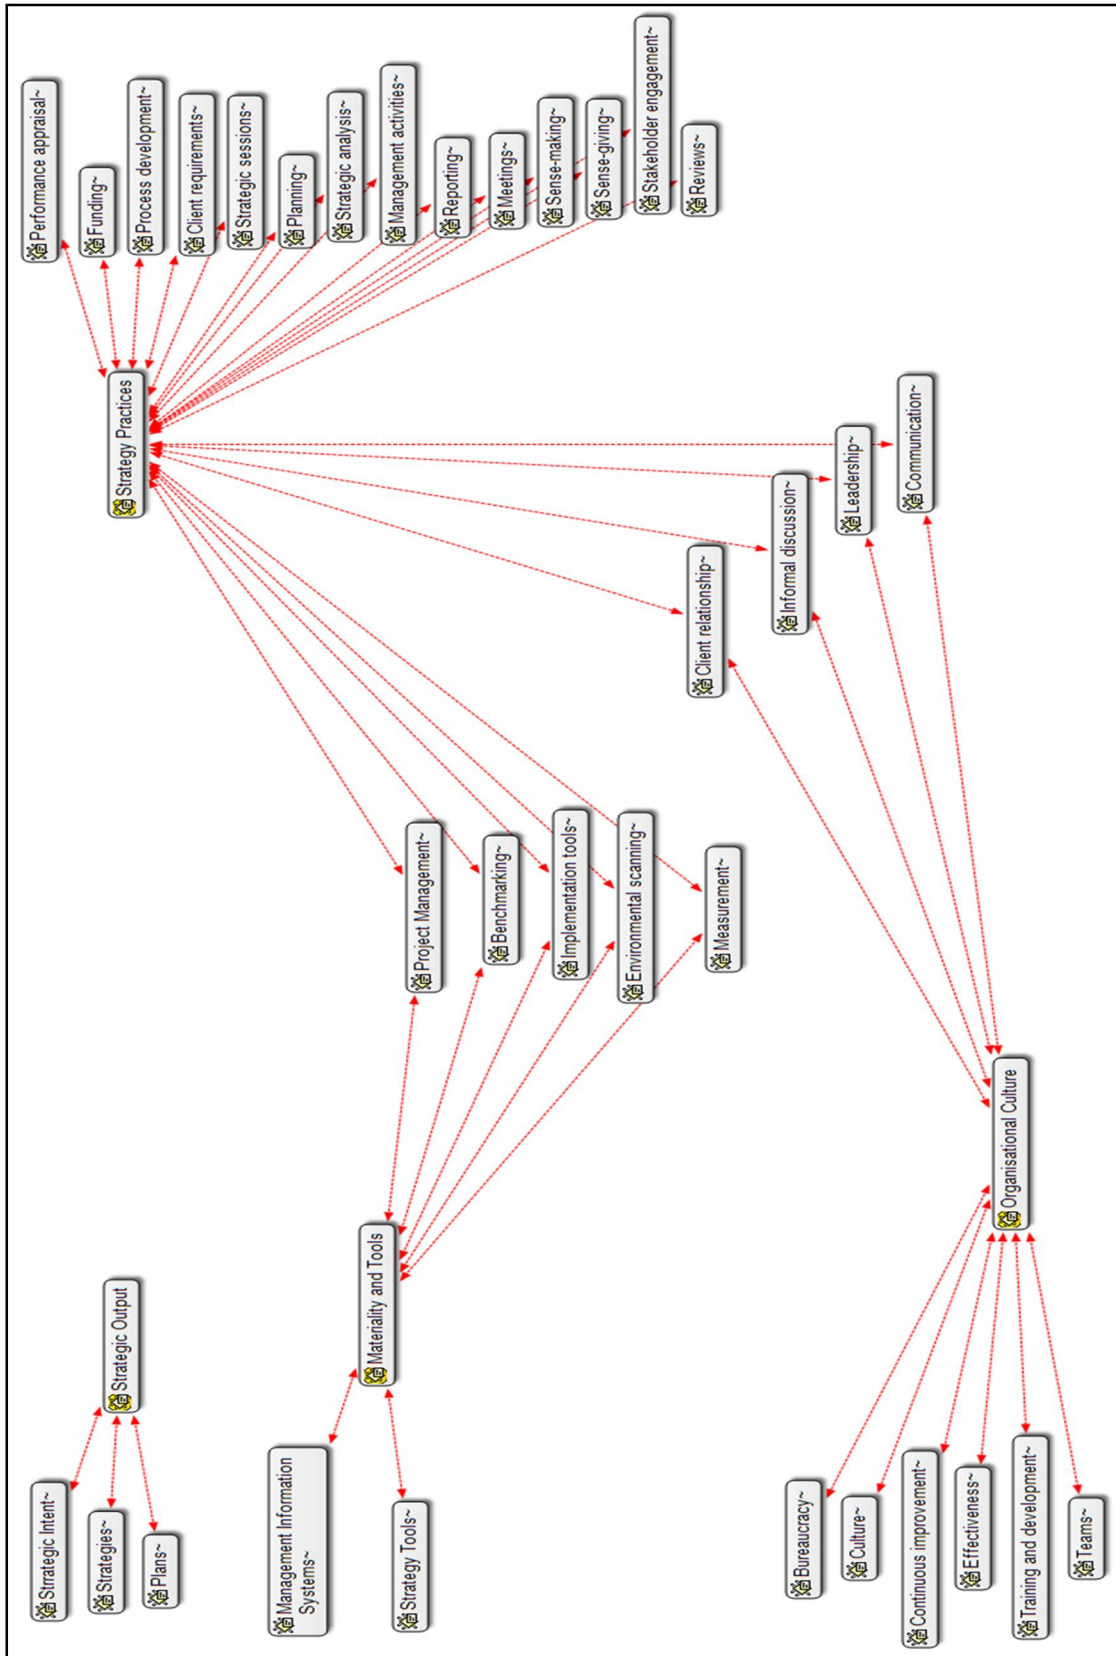 Strategic Intent~
Strategies~
Plans~
Strategic Output
Management Information
Systems~
Strategy Tools~
Materiality and Tools
Project Management~
Benchmarking~
Implementation tools~
Environmental scanning~
Measurement~
Strategy Practices
Performance appraisal~
Funding~
Process development~
Client requirements~
Strategic sessions~
Planning~
Strategic analysis~
Management activities~
Reporting~
Meetings~
Sense-making~
Sense-giving~
Stakeholder engagement~
Reviews~
Client relationship~
Informal discussion~
Leadership~
Communication~
Organisational Culture
Bureaucracy~
Culture~
Continuous improvement~
Effectiveness~
Training and development~
Teams~